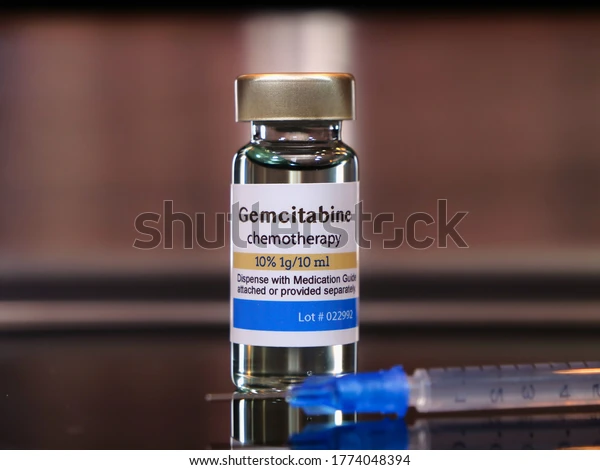 Gemcitabine
chemotherapy
10% 1g/10 ml
Dispense with Medication Guide
attached or provided separately
Lot # 022992
shutterstock
shutterstock.com · 1774048394